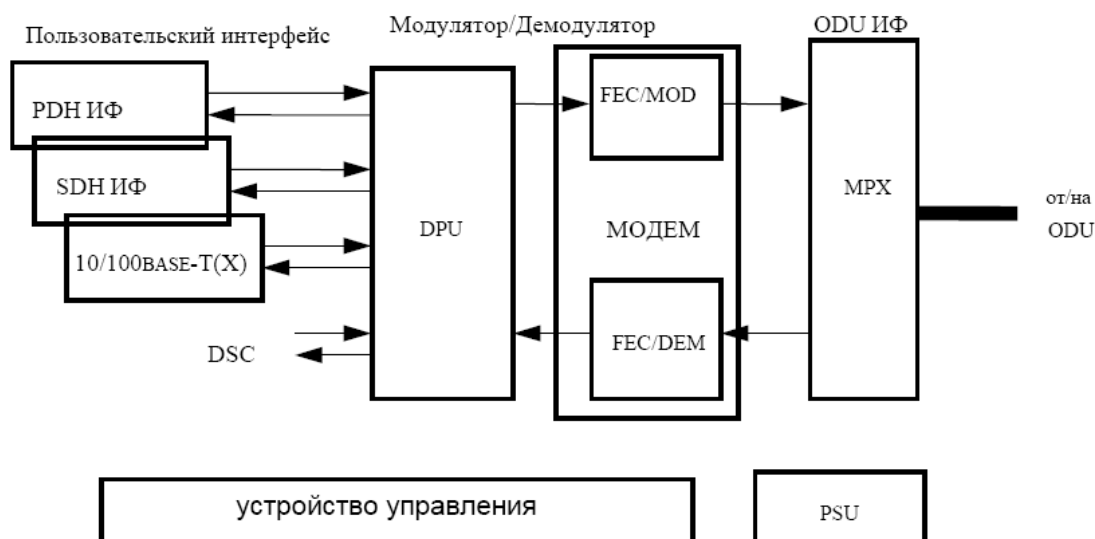 Пользовательский интерфейс
Модулятор/Демодулятор
ODU ИФ
PDH ИФ
SDH ИФ
10/100BASE-T(X)
DSC
DPU
FEC/MOD
МОДЕМ
FEC/DEM
MPX
от/на
ODU
устройство управления
PSU